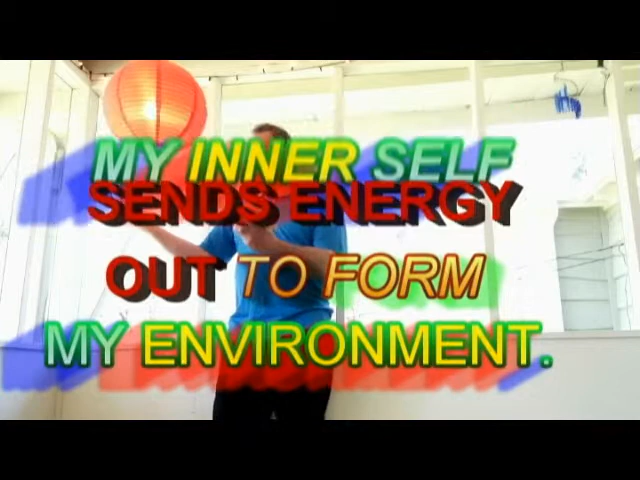 MY INNER SELF
SENDS ENERGY
OUT TO FORM
MY ENVIRONMENT.